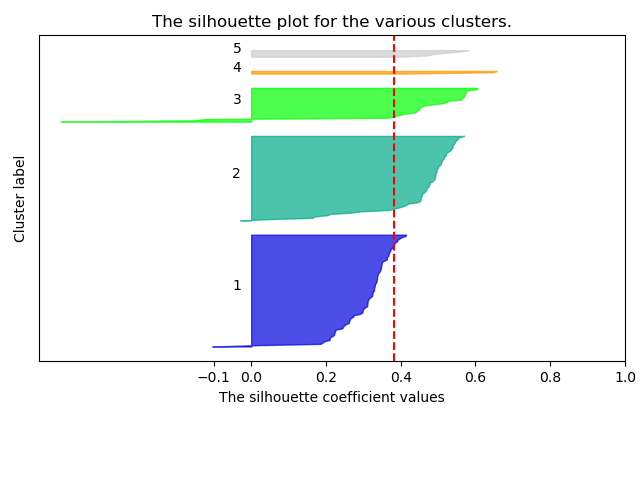 The silhouette plot for the various clusters.
5
4
3
2
1
Cluster label
−0.1 0.0 0.2 0.4 0.6 0.8 1.0
The silhouette coefficient values